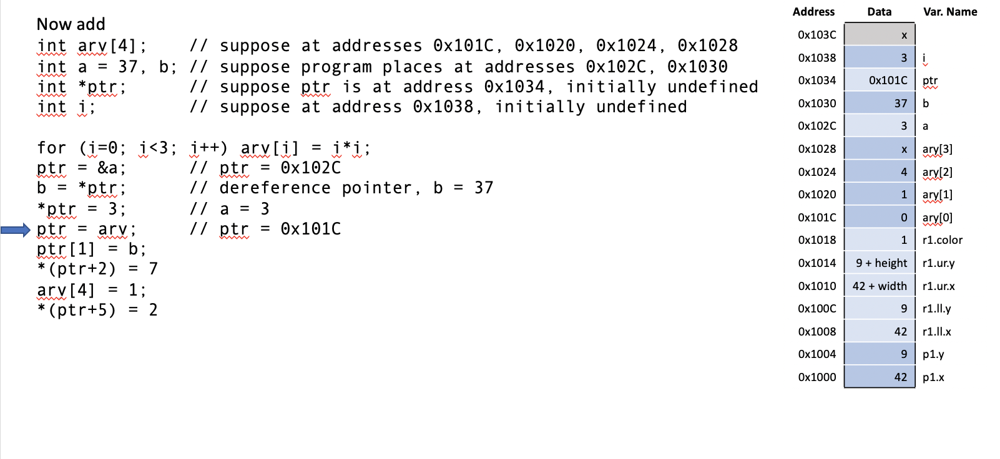 Now add
int arv[4];    // suppose at addresses 0x101C, 0x1020, 0x1024, 0x1028
int a = 37, b; // suppose program places at addresses 0x102C, 0x1030
int *ptr;      // suppose ptr is at address 0x1034, initially undefined
int i;         // suppose at address 0x1038, initially undefined
for (i=0; i<3; i++) arv[i] = i*i;
ptr = &a;      // ptr = 0x102C
b = *ptr;      // dereference pointer, b = 37
*ptr = 3;      // a = 3
ptr = arv;     // ptr = 0x101C
ptr[1] = b;
*(ptr+2) = 7
arv[4] = 1;
*(ptr+5) = 2
Address Data Var. Name
0x103C x
0x1038 3 i
0x1034 0x101C ptr
0x1030 37 b
0x102C 3 a
0x1028 x ary[3]
0x1024 4 ary[2]
0x1020 1 ary[1]
0x101C 0 ary[0]
0x1018 1 r1.color
0x1014 9 + height r1.ur.y
0x1010 42 + width r1.ur.x
0x100C 9 r1.ll.y
0x1008 42 r1.ll.x
0x1004 9 p1.y
0x1000 42 p1.x